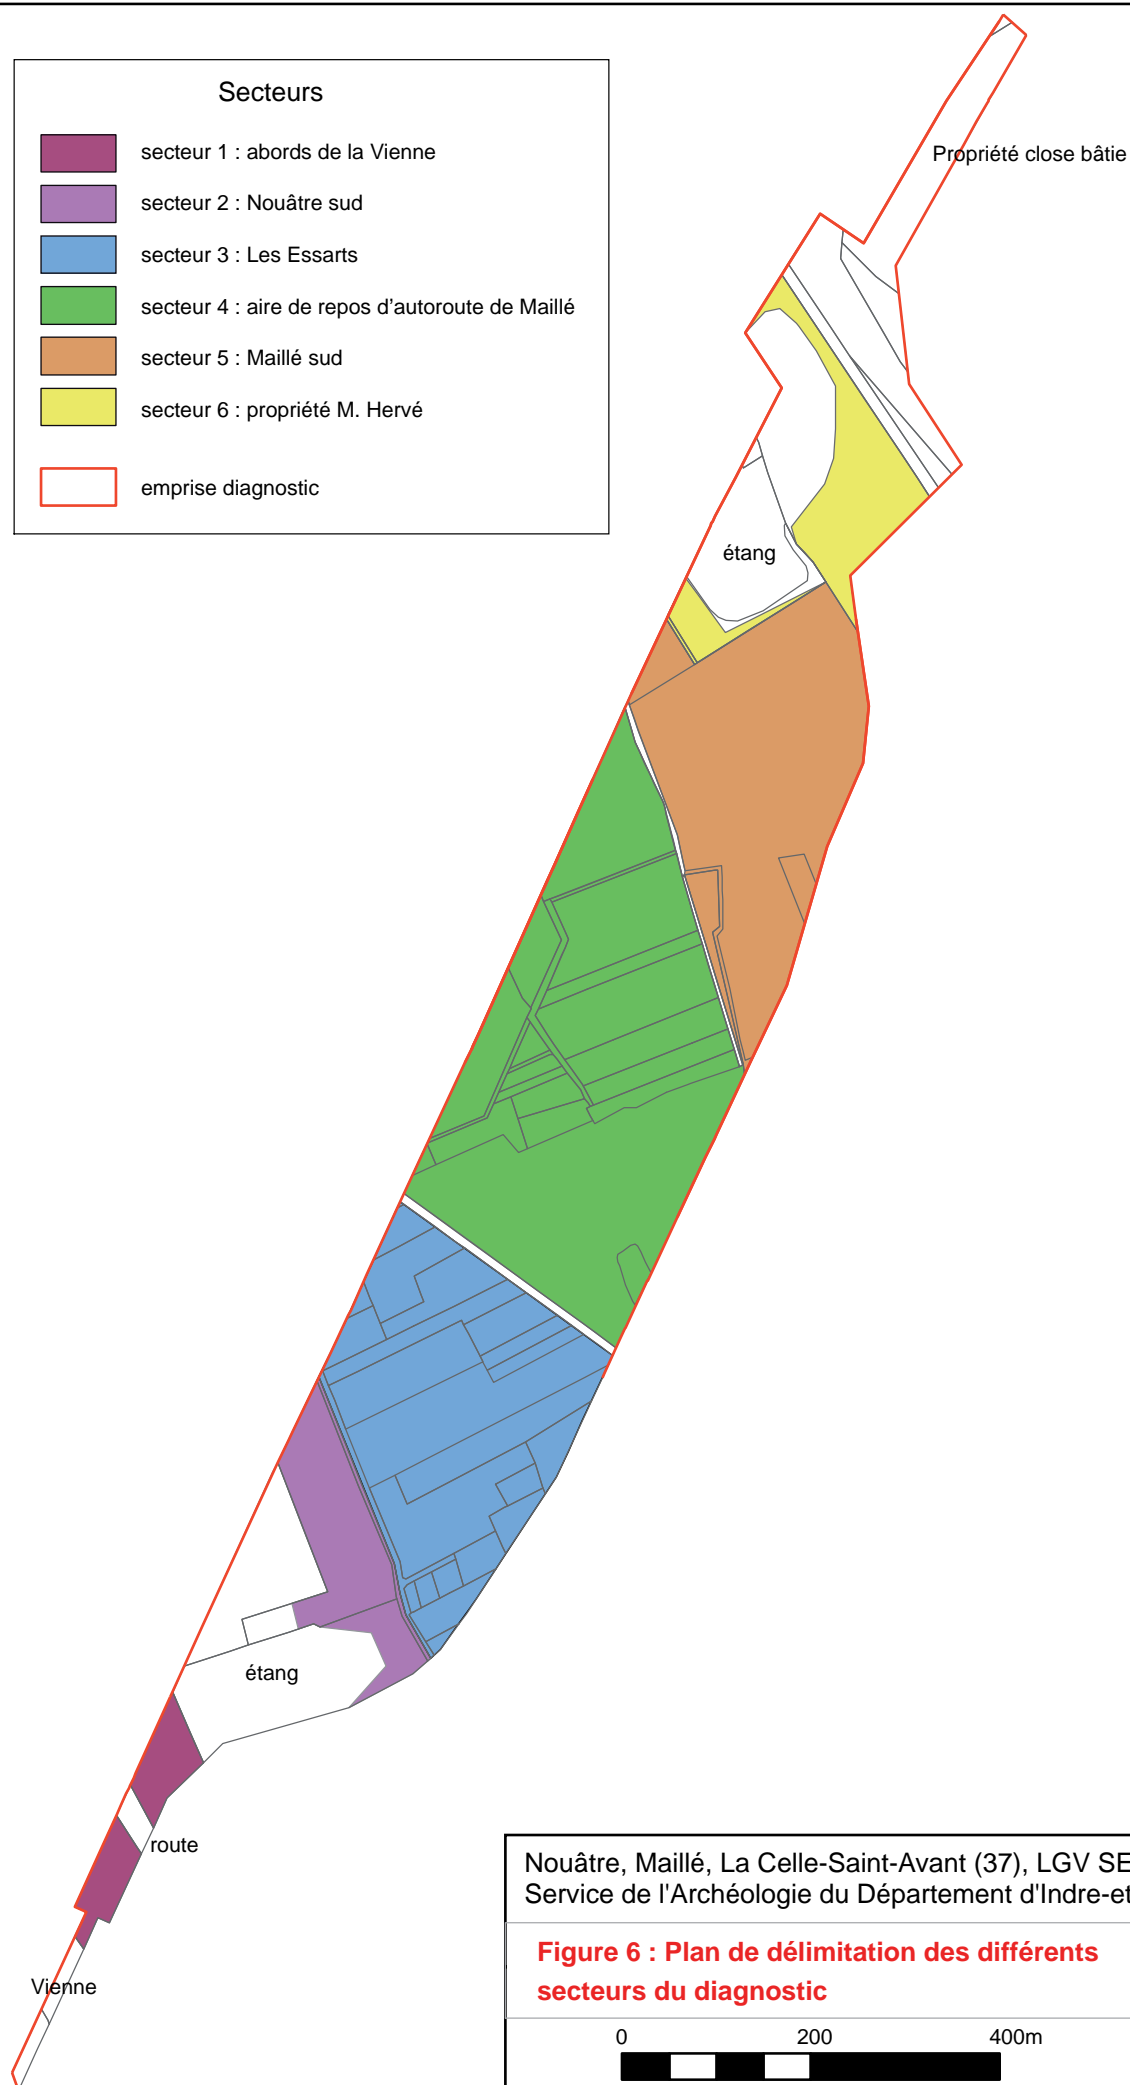 Secteurs
secteur 1 : abords de la Vienne
secteur 2 : Nouâtre sud
secteur 3 : Les Essarts
secteur 4 : aire de repos d’autoroute de Maillé
secteur 5 : Maillé sud
secteur 6 : propriété M. Hervé
emprise diagnostic
Propriété close bâtie
étang
étang
route
Vienne
Nouâtre, Maillé, La Celle-Saint-Avant (37), LGV SE
Service de l'Archéologie du Département d'Indre-et
Figure 6 : Plan de délimitation des différents
secteurs du diagnostic
0 200 400m